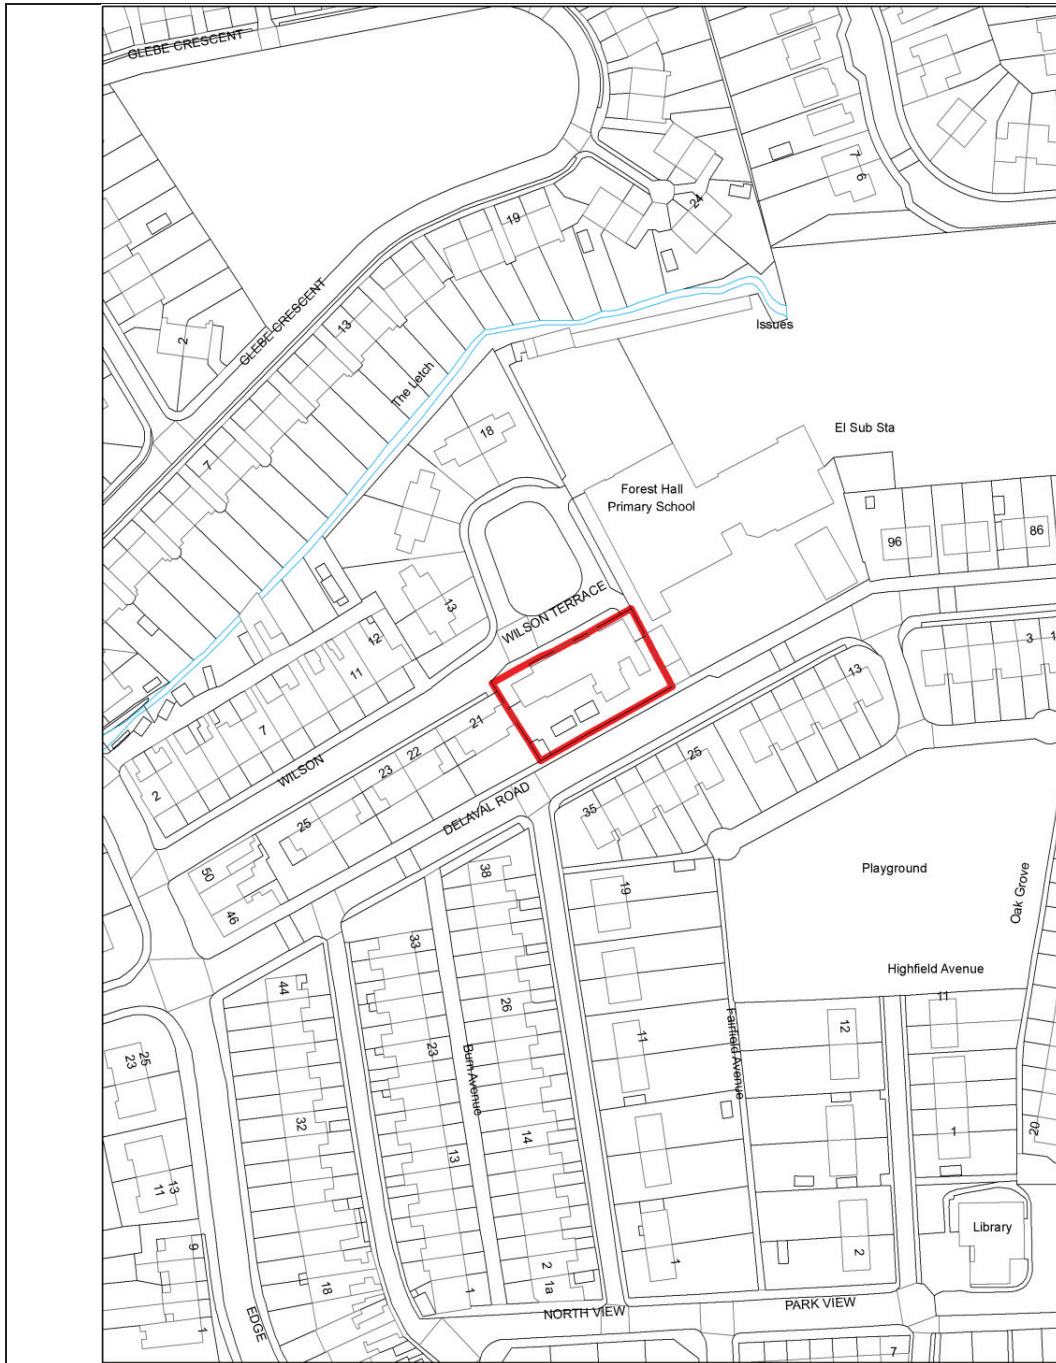 GLEBE CRESCENT
7
6
24
19
Issues
GLEBE CRESCENT
13
2
The Letch
18
El Sub Sta
7
Forest Hall
Primary School
96
86
13
WILSON TERRACE
12
11
3
1
13
7
21
22
23
25
WILSON
2
25
DELAVAL ROAD
35
50
46
38
19
Playground
Oak Grove
Highfield Avenue
33
44
26
11
11
12
23
25
23
Burn Avenue
Fairfield Avenue
32
14
13
1
20
13
11
9
18
2
1a
1
1
2
Library
1
EDGE
NORTH VIEW
PARK VIEW
7